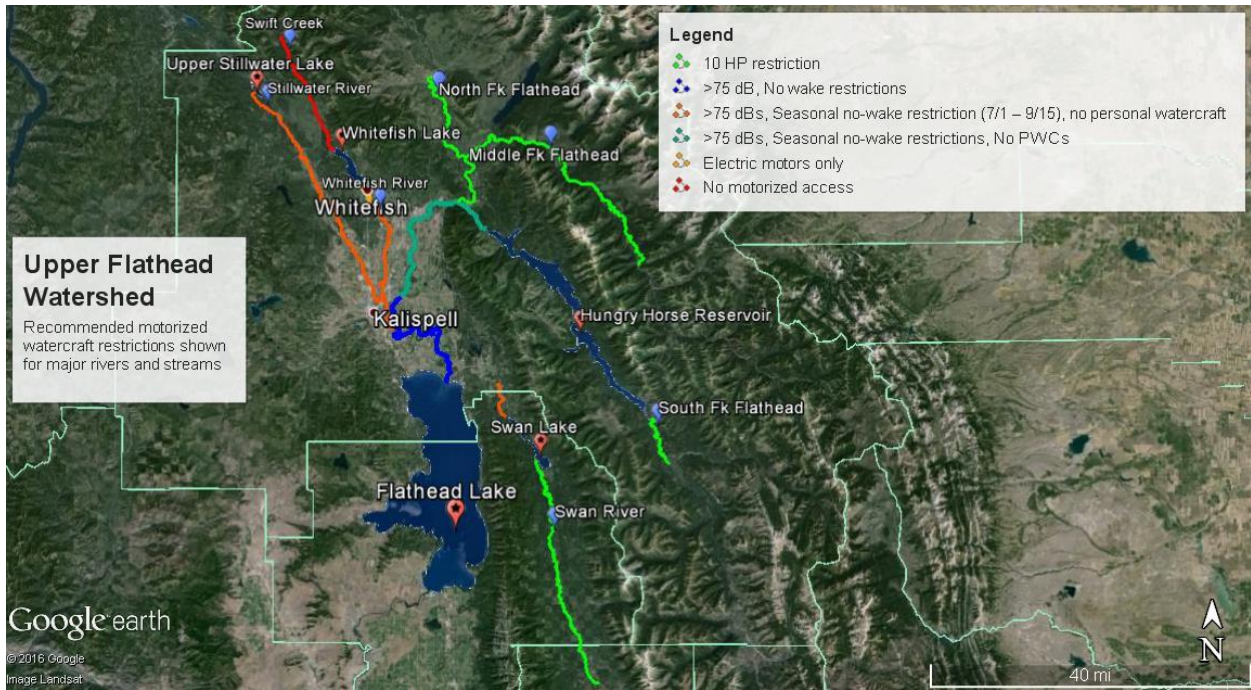 Swift Creek
Upper Stillwater Lake
Stillwater River
North Fk Flathead
Whitefish Lake
Middle Fk Flathead
Whitefish River
Whitefish
Legend
10 HP restriction
>75 dB, No wake restrictions
>75 dBs, Seasonal no-wake restriction (7/1 – 9/15), no personal watercraft
>75 dBs, Seasonal no-wake restrictions, No PWCs
Electric motors only
No motorized access
Upper Flathead
Watershed
Recommended motorized
watercraft restrictions shown
for major rivers and streams
Kalispell
Hungry Horse Reservoir
South Fk Flathead
Swan Lake
Flathead Lake
Swan River
Google earth
© 2016 Google
Image Landsat
N
40 mi